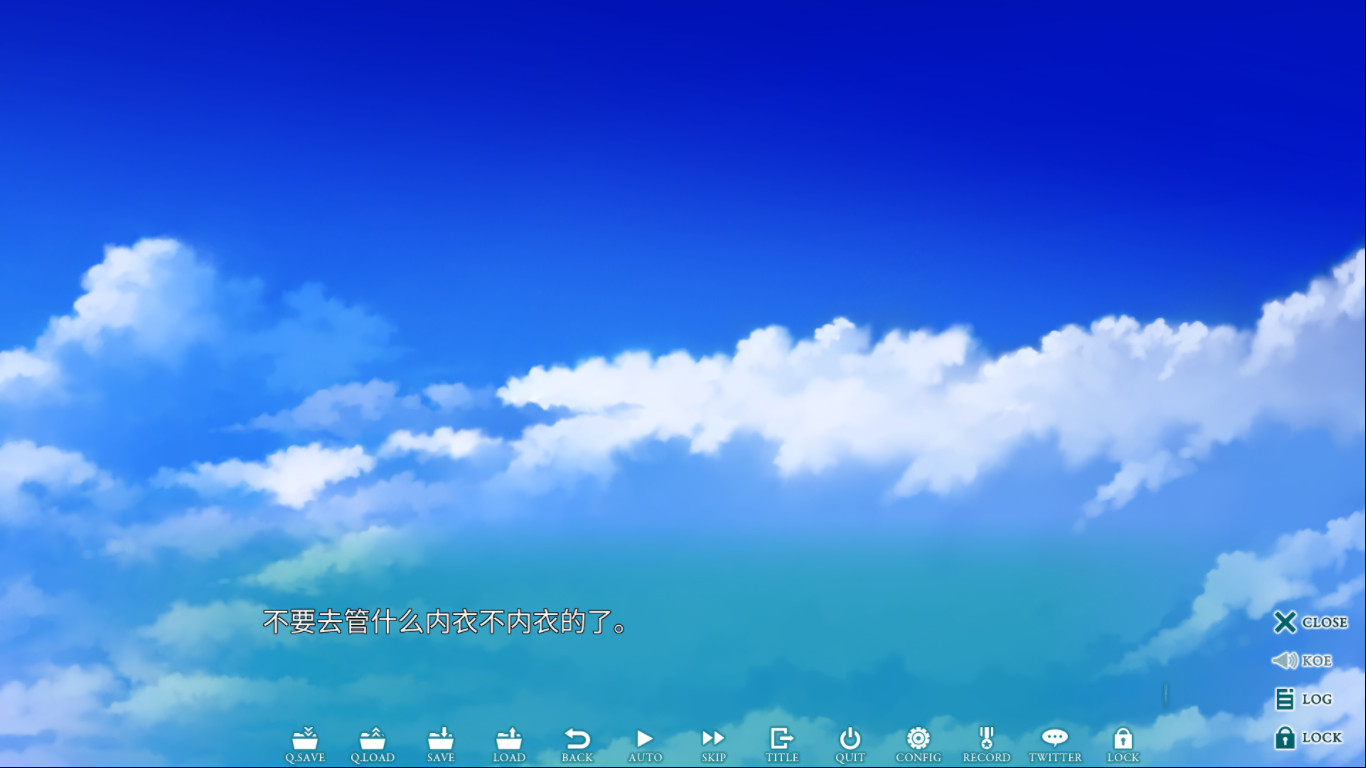 不要去管什么内衣不内衣的了。
CLOSE
KOE
LOG
LOCK
Q.SAVE Q.LOAD SAVE LOAD BACK AUTO SKIP TITLE QUIT CONFIG RECORD TWITTER LOCK